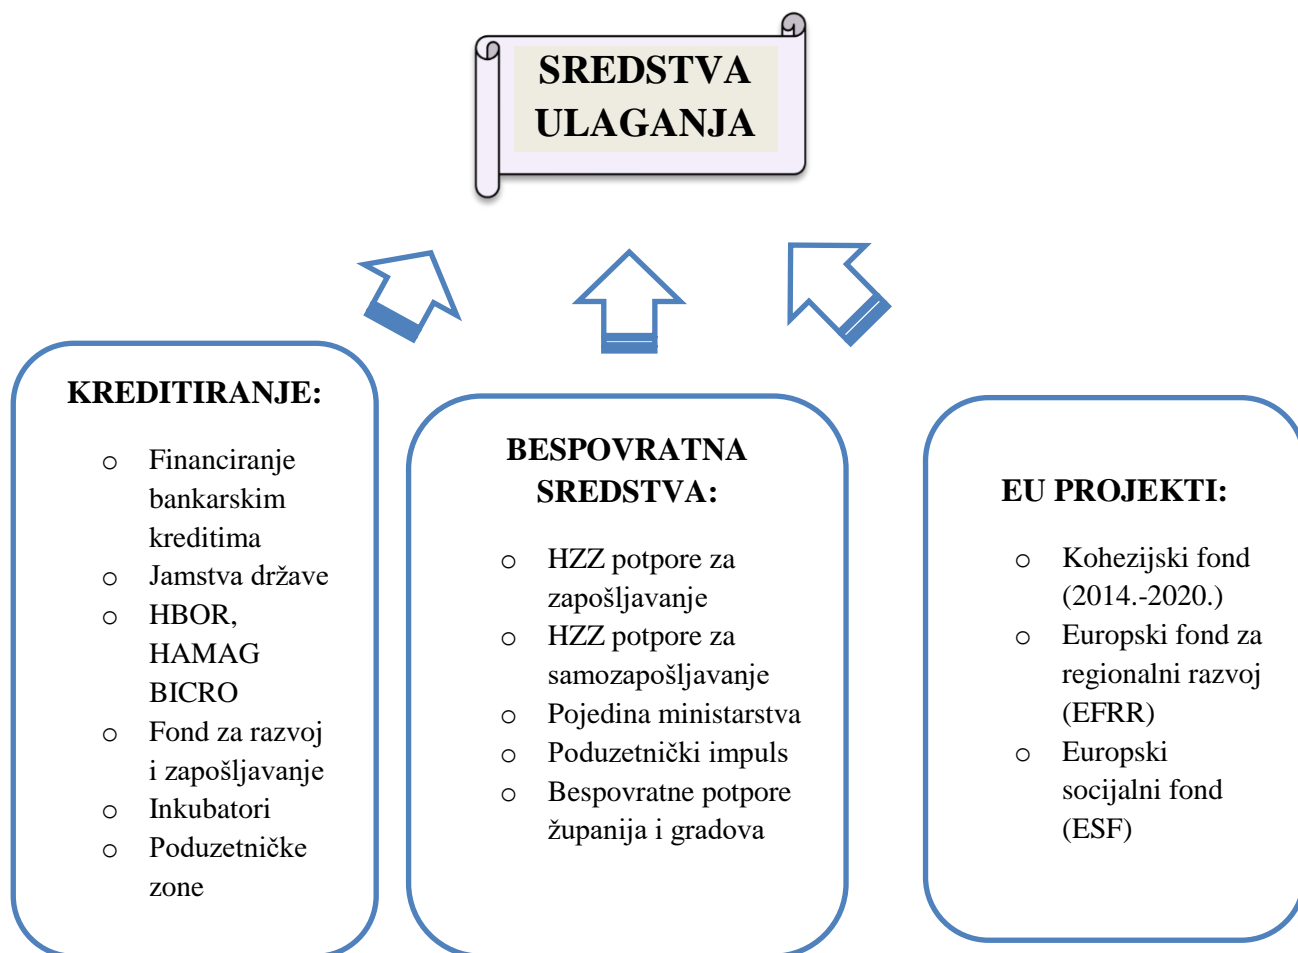 SREDSTVA
ULAGANJA
KREDITIRANJE:
o Financiranje
bankarskim
kreditima
o Jamstva države
o HBOR,
HAMAG
BICRO
o Fond za razvoj
i zapošljavanje
o Inkubatori
o Poduzetničke
zone
BESPOVRATNA
SREDSTVA:
o HZZ potpore za
zapošljavanje
o HZZ potpore za
samozapošljavanje
o Pojedina ministarstva
o Poduzetnički impuls
o Bespovratne potpore
županija i gradova
EU PROJEKTI:
o Kohezijski fond
(2014.-2020.)
o Europski fond za
regionalni razvoj
(EFRR)
o Europski
socijalni fond
(ESF)